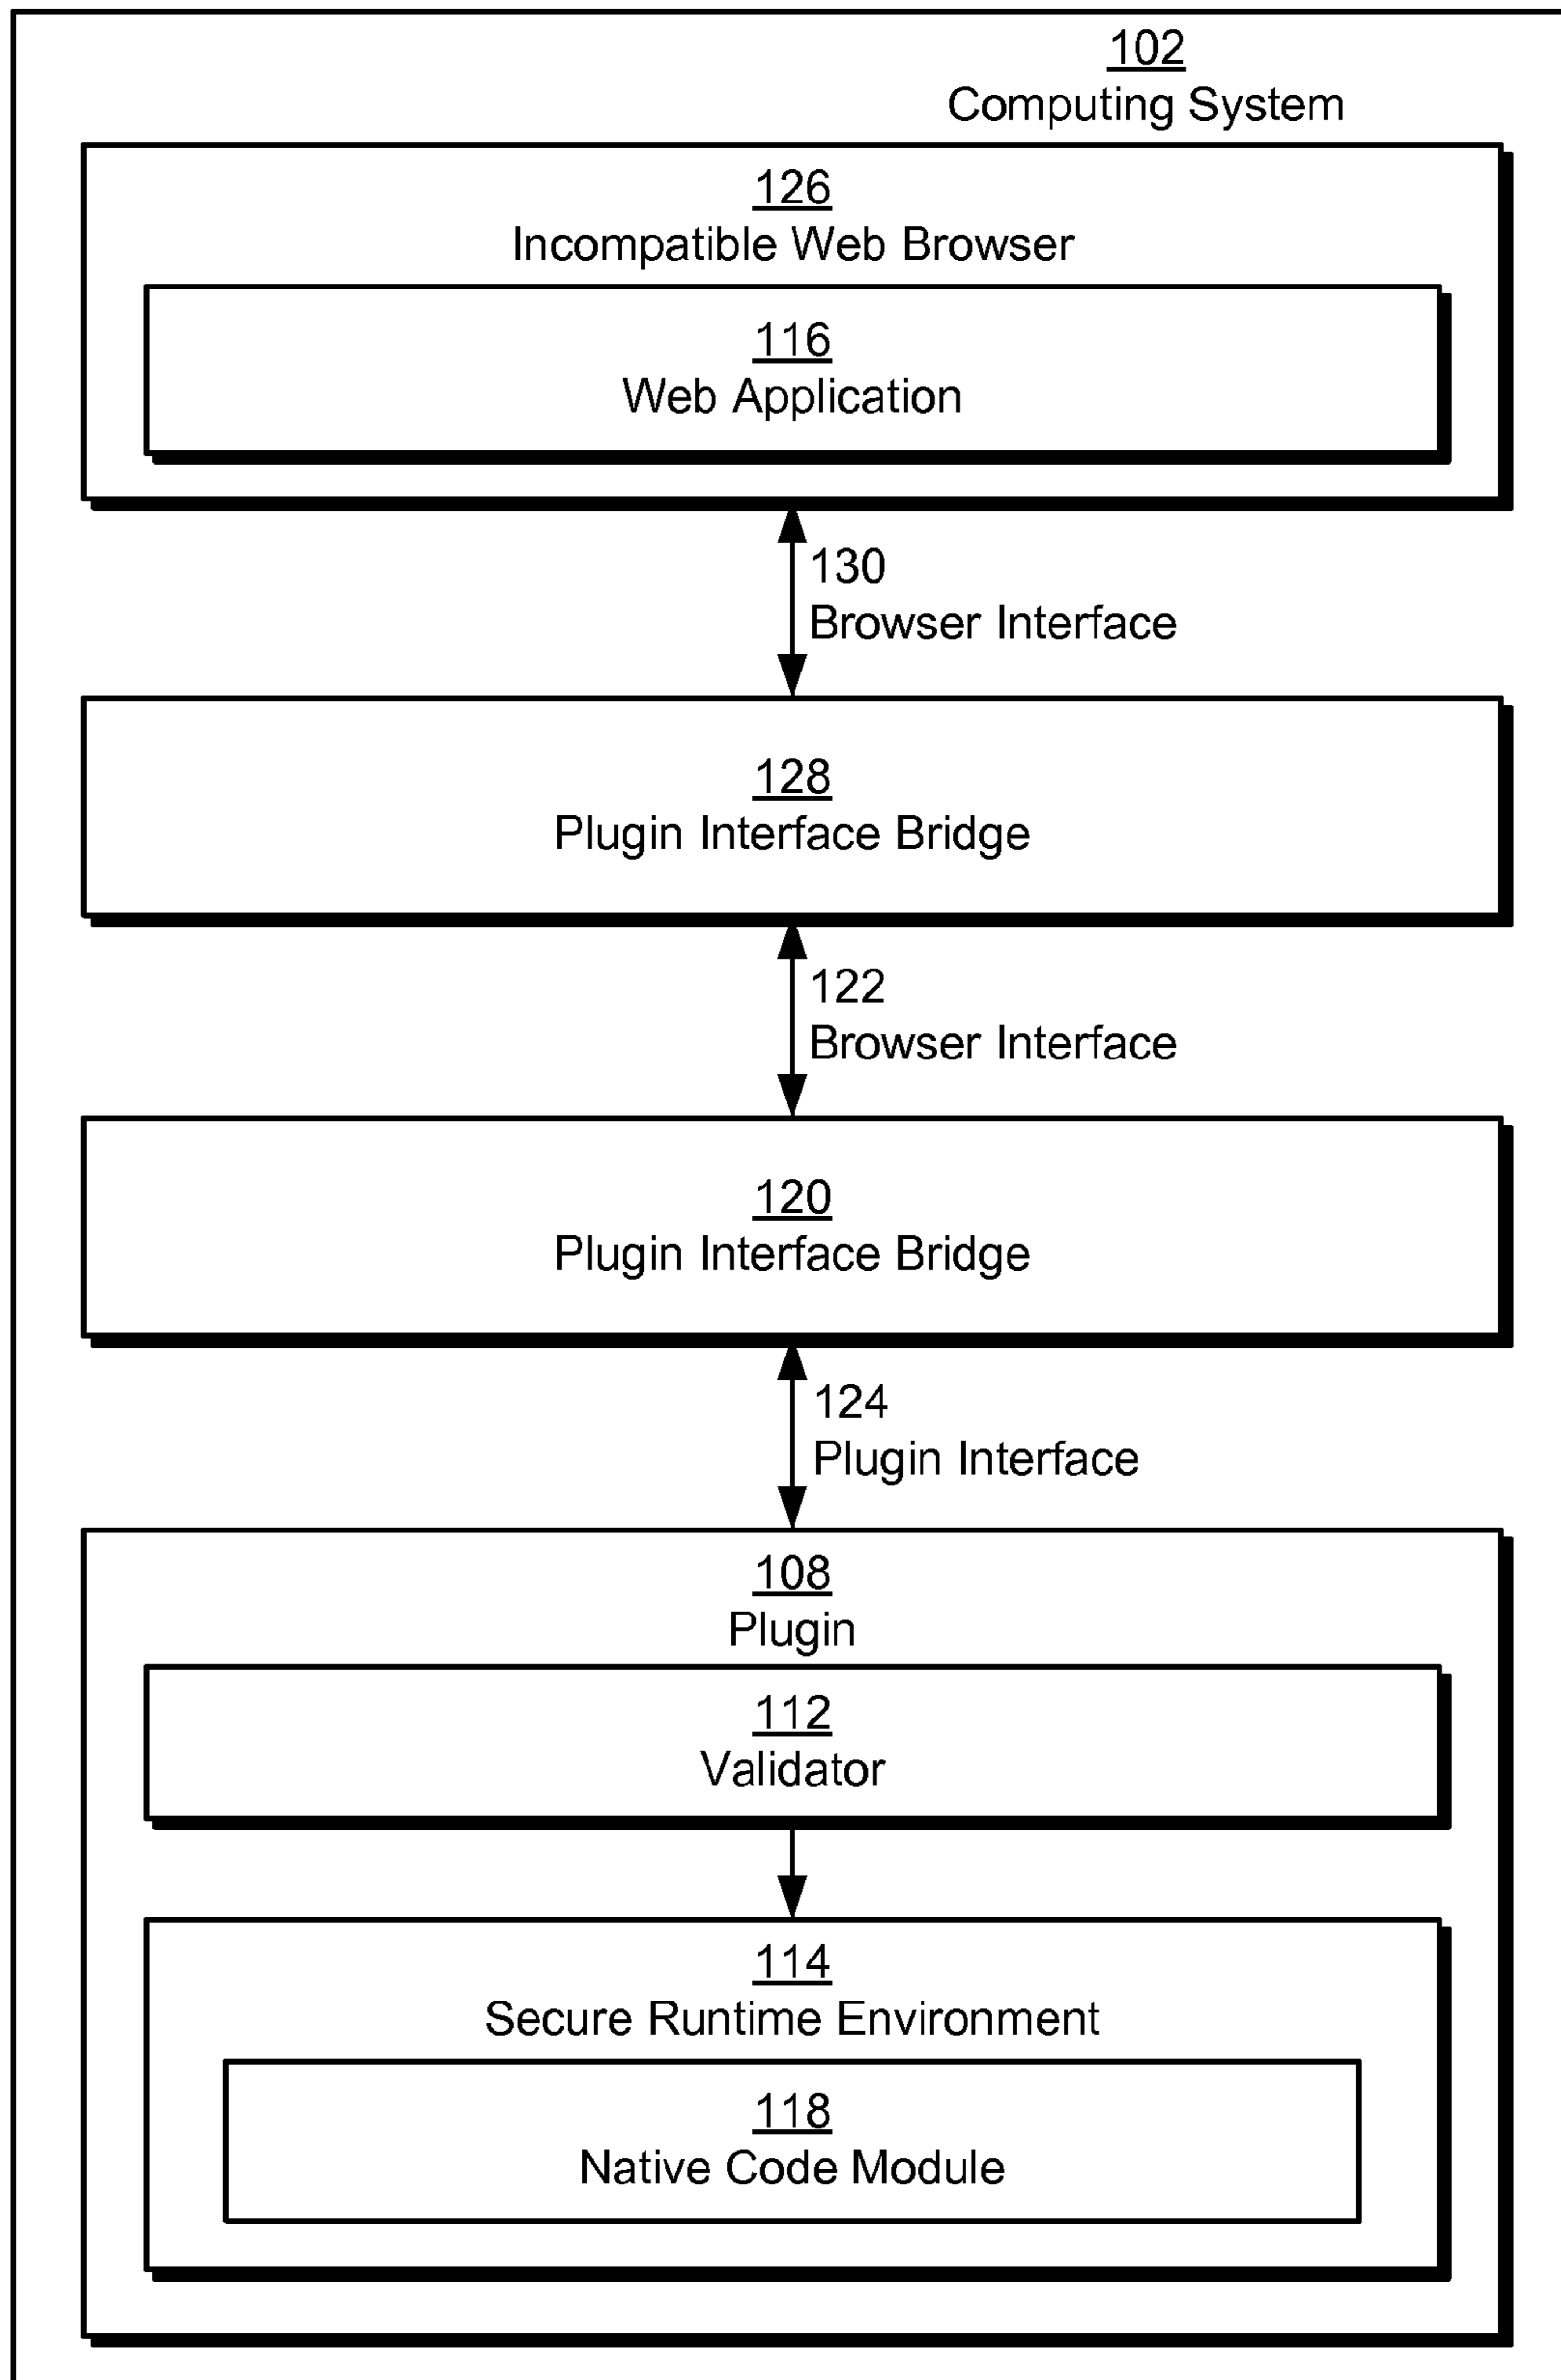 102
Computing System
126
Incompatible Web Browser
116
Web Application
130
Browser Interface
128
Plugin Interface Bridge
122
Browser Interface
120
Plugin Interface Bridge
124
Plugin Interface
108
Plugin
112
Validator
114
Secure Runtime Environment
118
Native Code Module